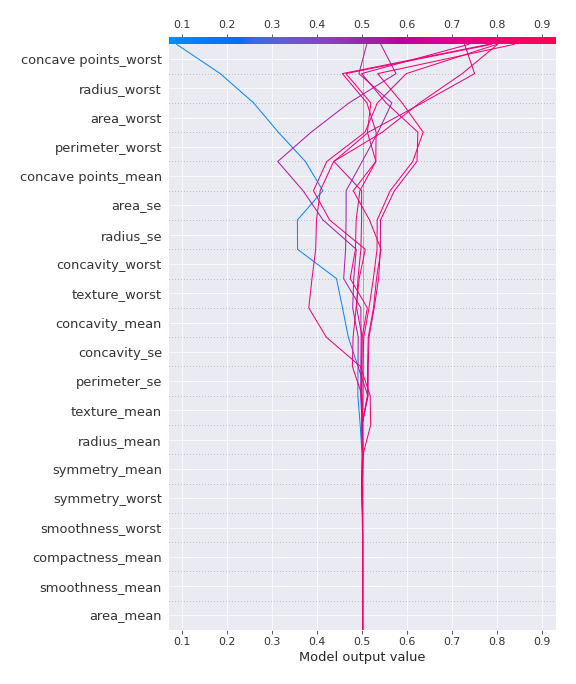 0.1 0.2 0.3 0.4 0.5 0.6 0.7 0.8 0.9
concave points_worst
radius_worst
area_worst
perimeter_worst
concave points_mean
area_se
radius_se
concavity_worst
texture_worst
concavity_mean
concavity_se
perimeter_se
texture_mean
radius_mean
symmetry_mean
symmetry_worst
smoothness_worst
compactness_mean
smoothness_mean
area_mean
0.1 0.2 0.3 0.4 0.5 0.6 0.7 0.8 0.9
Model output value